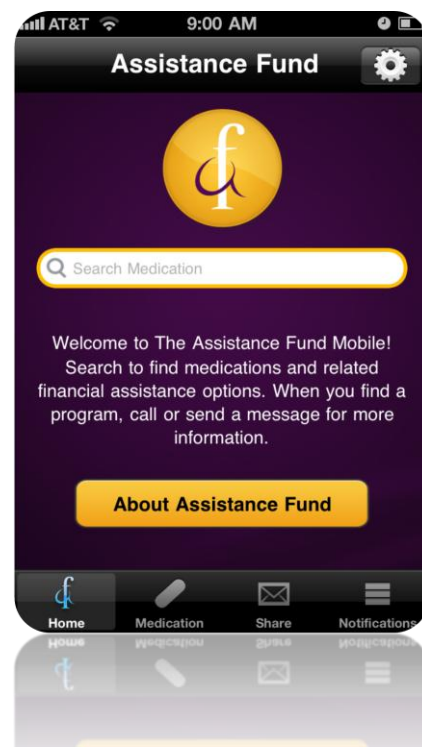 AT&T 9:00 AM
Assistance Fund
af
Search Medication
Welcome to The Assistance Fund Mobile!
Search to find medications and related
financial assistance options. When you find a
program, call or send a message for more
information.
About Assistance Fund
Home Medication Share Notifications